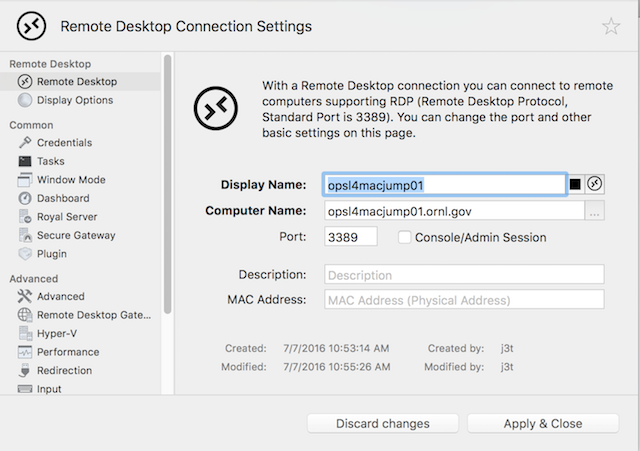 Remote Desktop Connection Settings
Remote Desktop
Remote Desktop
Display Options
Common
Credentials
Tasks
Window Mode
Dashboard
Royal Server
Secure Gateway
Plugin
Advanced
Advanced
Remote Desktop Gate...
Hyper-V
Performance
Redirection
Input
With a Remote Desktop connection you can connect to remote
computers supporting RDP (Remote Desktop Protocol,
Standard Port is 3389). You can change the port and other
basic settings on this page.
Display Name: opsl4macjump01
Computer Name: opsl4macjump01.ornl.gov ...
Port: 3389 Console/Admin Session
Description: Description
MAC Address: MAC Address (Physical Address)
Created: 7/7/2016 10:53:14 AM Created by: j3t
Modified: 7/7/2016 10:55:26 AM Modified by: j3t
Discard changes Apply & Close